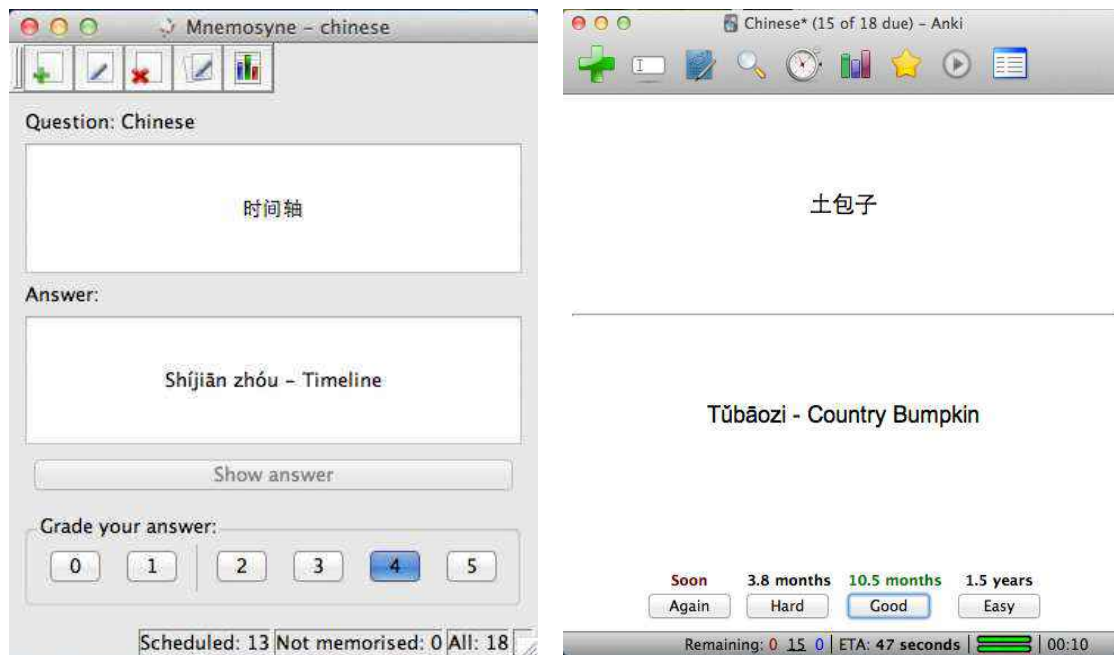 Mnemosyne - chinese
Question: Chinese
时间轴
Answer:
Shíjiān zhóu - Timeline
Show answer
Grade your answer:
0 1 2 3 4 5
Scheduled: 13 Not memorised: 0 All: 18
Chinese* (15 of 18 due) - Anki
土包子
Tǔbāozi - Country Bumpkin
Soon 3.8 months 10.5 months 1.5 years
Again Hard Good Easy
Remaining: 0 15 0 ETA: 47 seconds 00:10